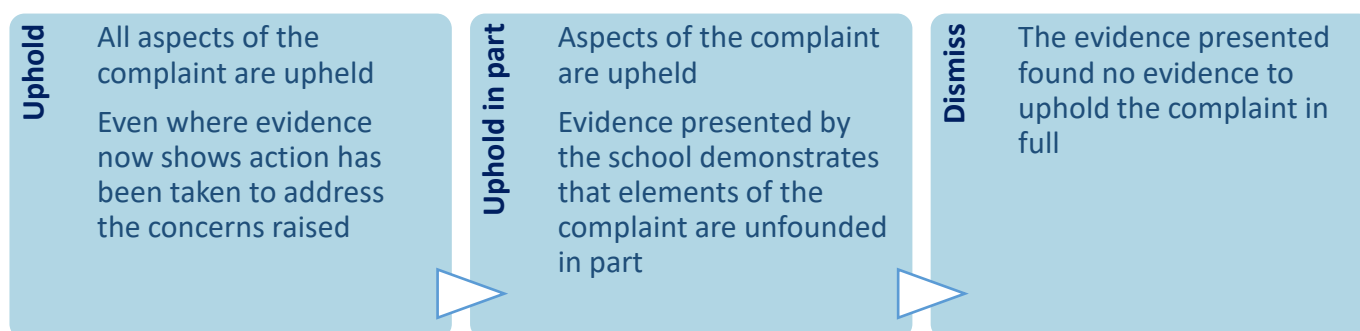 Uphold
All aspects of the
complaint are upheld
Even where evidence
now shows action has
been taken to address
the concerns raised
Uphold in part
Aspects of the complaint
are upheld
Evidence presented by
the school demonstrates
that elements of the
complaint are unfounded
in part
Dismiss
The evidence presented
found no evidence to
uphold the complaint in
full